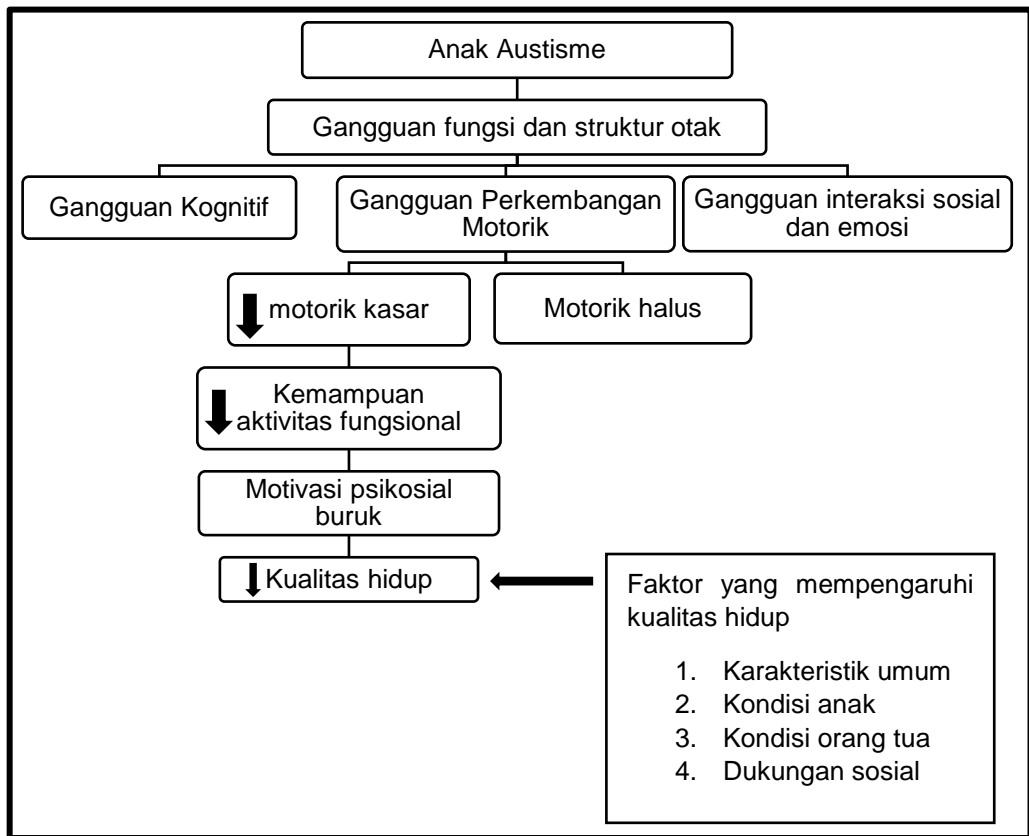 Anak Austisme
Gangguan fungsi dan struktur otak
Gangguan Kognitif
Gangguan Perkembangan
Motorik
Gangguan interaksi sosial
dan emosi
motorik kasar
Motorik halus
Kemampuan
aktivitas fungsional
Motivasi psikosial
buruk
Kualitas hidup
Faktor yang mempengaruhi
kualitas hidup
1. Karakteristik umum
2. Kondisi anak
3. Kondisi orang tua
4. Dukungan sosial